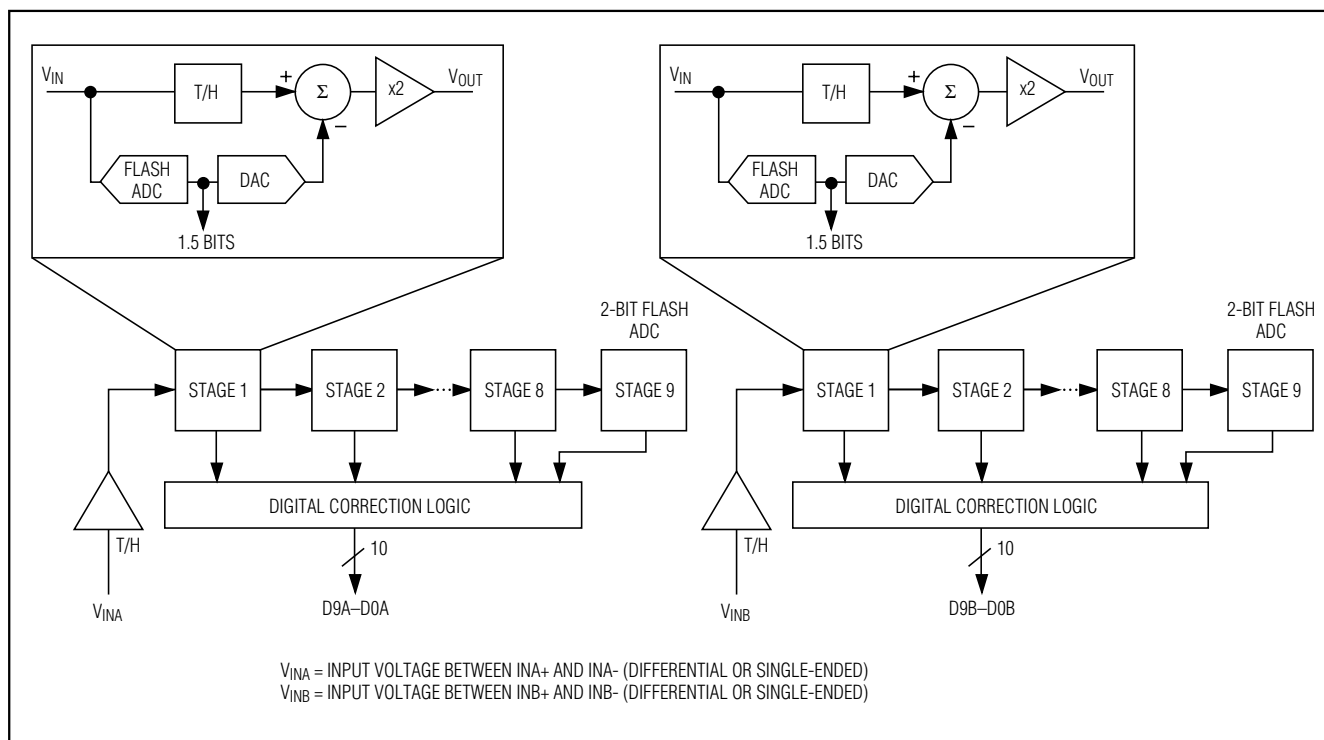 V_IN
T/H
+
Σ
−
x2
V_OUT
FLASH
ADC
DAC
1.5 BITS
V_IN
T/H
+
Σ
−
x2
V_OUT
FLASH
ADC
DAC
1.5 BITS
2-BIT FLASH
ADC
STAGE 1
STAGE 2
STAGE 8
STAGE 9
DIGITAL CORRECTION LOGIC
T/H
10
V_INA
D9A–D0A
2-BIT FLASH
ADC
STAGE 1
STAGE 2
STAGE 8
STAGE 9
DIGITAL CORRECTION LOGIC
T/H
10
V_INB
D9B–D0B
V_INA = INPUT VOLTAGE BETWEEN INA+ AND INA- (DIFFERENTIAL OR SINGLE-ENDED)
V_INB = INPUT VOLTAGE BETWEEN INB+ AND INB- (DIFFERENTIAL OR SINGLE-ENDED)